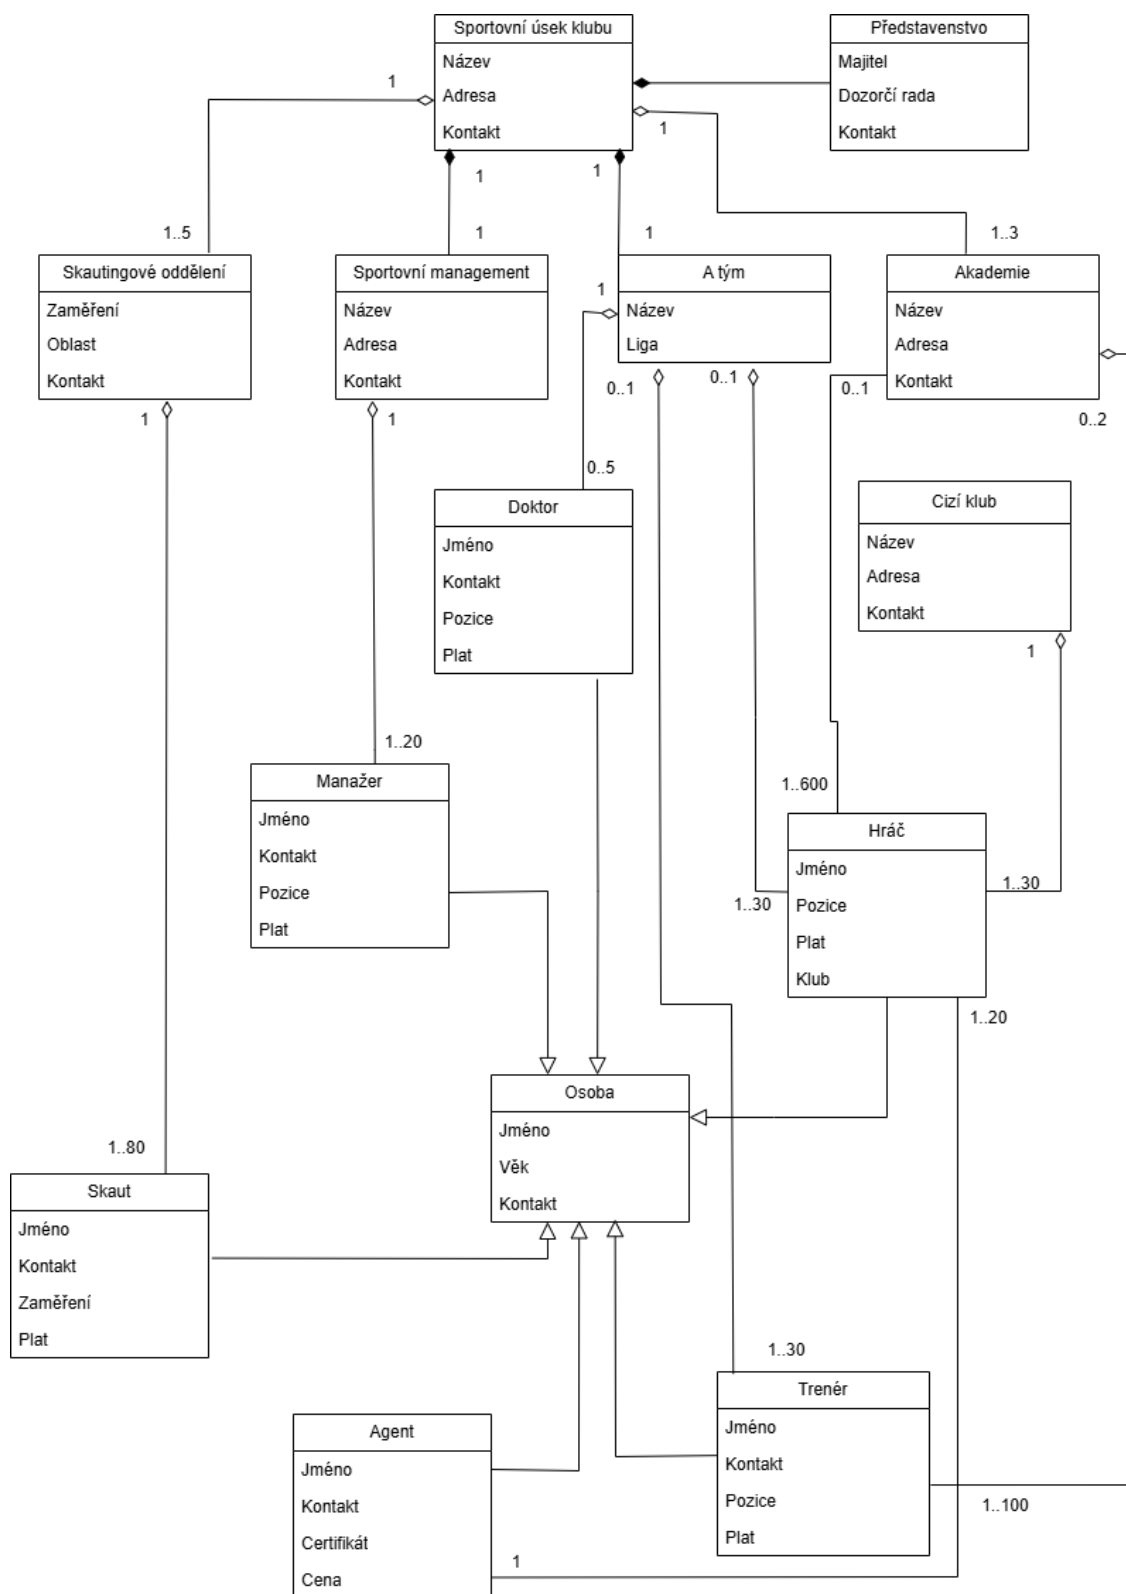 Sportovní úsek klubu
Název
Adresa
Kontakt
Představenstvo
Majitel
Dozorčí rada
Kontakt
1
1
1
1
1..5
1
1
1..3
Skautingové oddělení
Zaměření
Oblast
Kontakt
Sportovní management
Název
Adresa
Kontakt
A tým
Název
Liga
Akademie
Název
Adresa
Kontakt
1
1
1
0..1
0..1
0..1
0..2
0..5
Doktor
Jméno
Kontakt
Pozice
Plat
Cizí klub
Název
Adresa
Kontakt
1
1..20
1..600
Manažer
Jméno
Kontakt
Pozice
Plat
Hráč
Jméno
Pozice
Plat
Klub
1..30
1..30
1..20
Osoba
Jméno
Věk
Kontakt
1..80
Skaut
Jméno
Kontakt
Zaměření
Plat
1..30
Trenér
Jméno
Kontakt
Pozice
Plat
1..100
Agent
Jméno
Kontakt
Certifikát
Cena
1